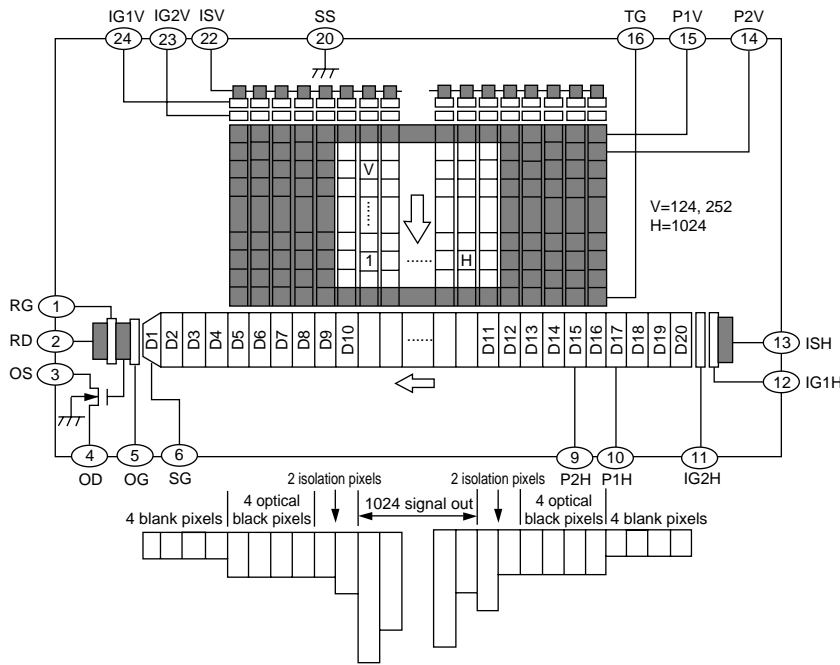 IG1V IG2V ISV SS TG P1V P2V
24 23 22 20 16 15 14
V
1 ...... H
V=124, 252
H=1024
RG 1
RD 2
OS 3
D1 D2 D3 D4 D5 D6 D7 D8 D9 D10 ...... D11 D12 D13 D14 D15 D16 D17 D18 D19 D20
13 ISH
12 IG1H
4 5 6 9 10 11
OD OG SG P2H P1H IG2H
2 isolation pixels 2 isolation pixels
4 blank pixels 4 optical black pixels 1024 signal out 4 optical black pixels 4 blank pixels